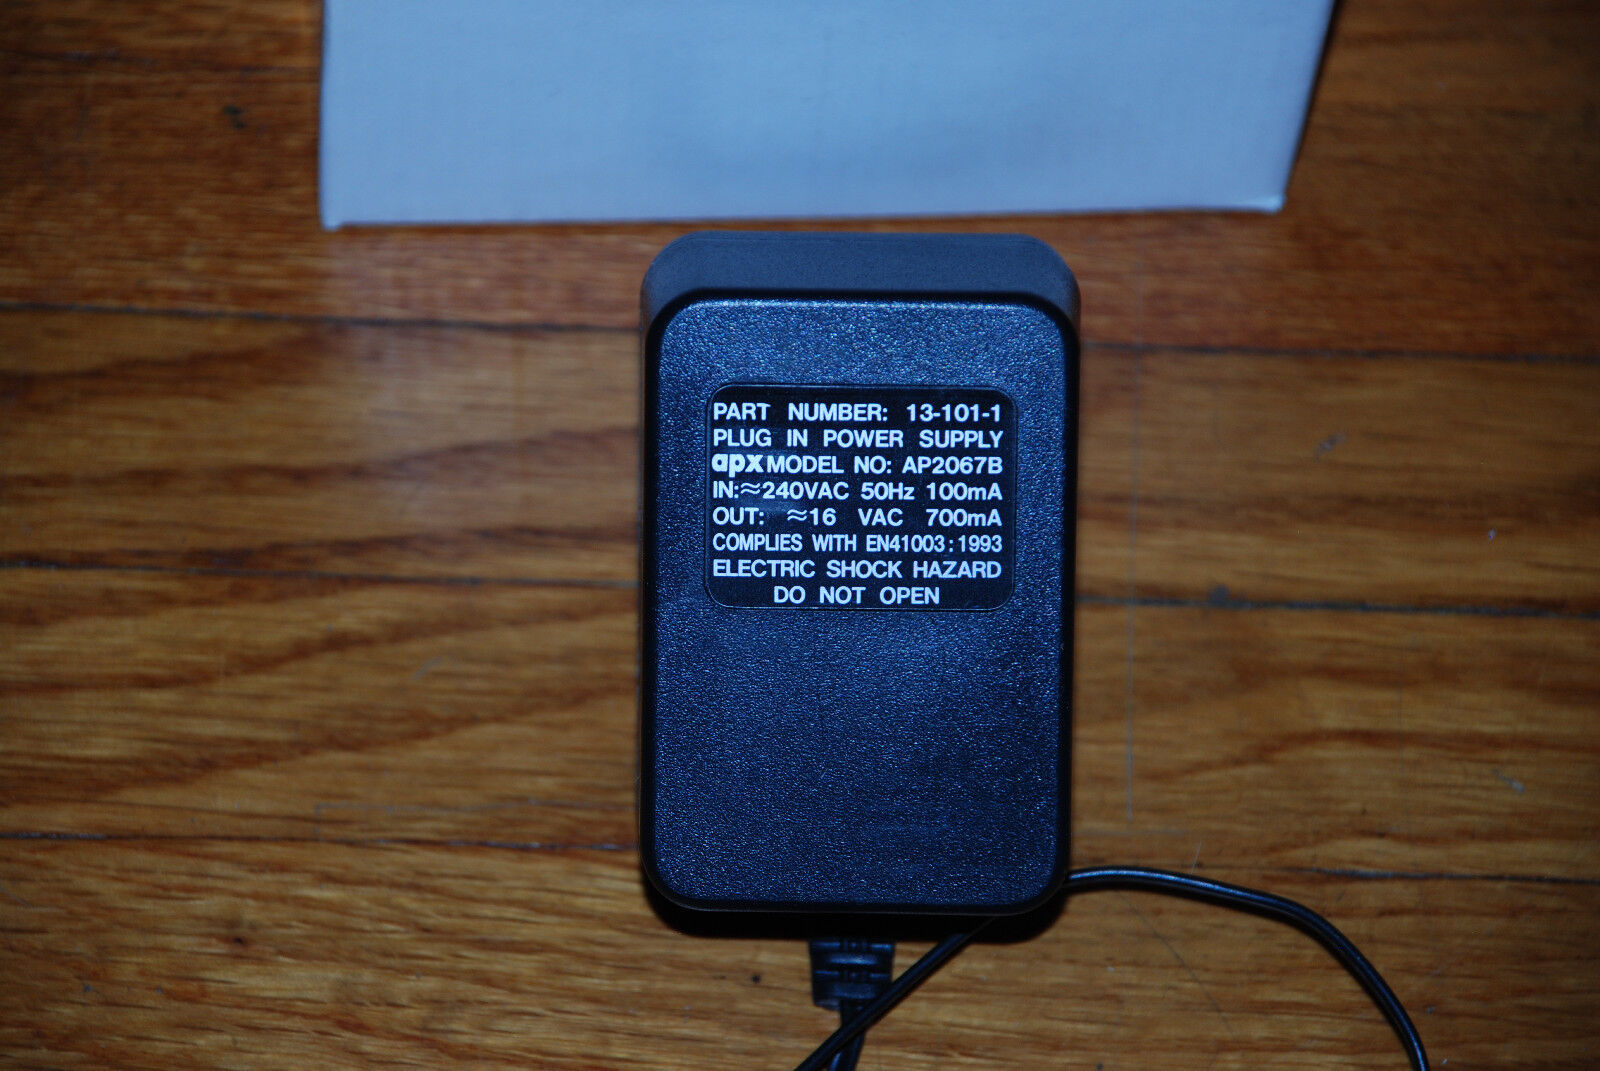 PART NUMBER: 13-101-1
PLUG IN POWER SUPPLY
apx MODEL NO: AP2067B
IN:≈240VAC 50Hz 100mA
OUT: ≈16 VAC 700mA
COMPLIES WITH EN41003:1993
ELECTRIC SHOCK HAZARD
DO NOT OPEN